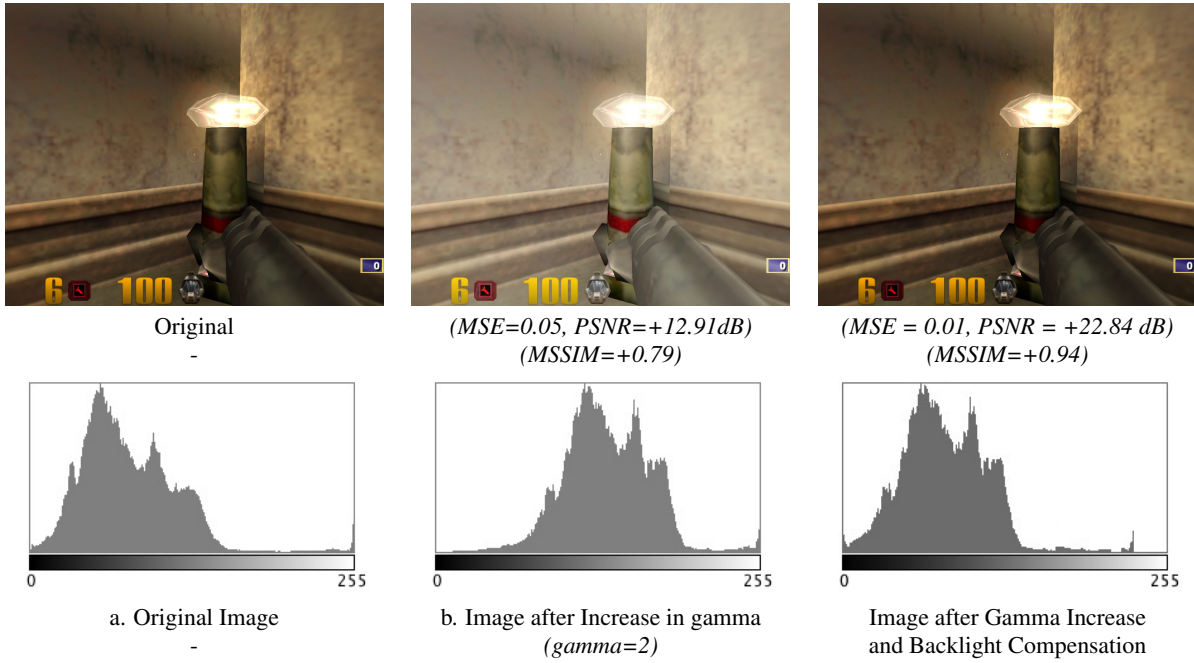 6 100 0
6 100 0
6 100 0
Original
-
(MSE=0.05, PSNR=+12.91dB)
(MSSIM=+0.79)
(MSE = 0.01, PSNR = +22.84 dB)
(MSSIM=+0.94)
0 255
0 255
0 255
a. Original Image
-
b. Image after Increase in gamma
(gamma=2)
Image after Gamma Increase
and Backlight Compensation